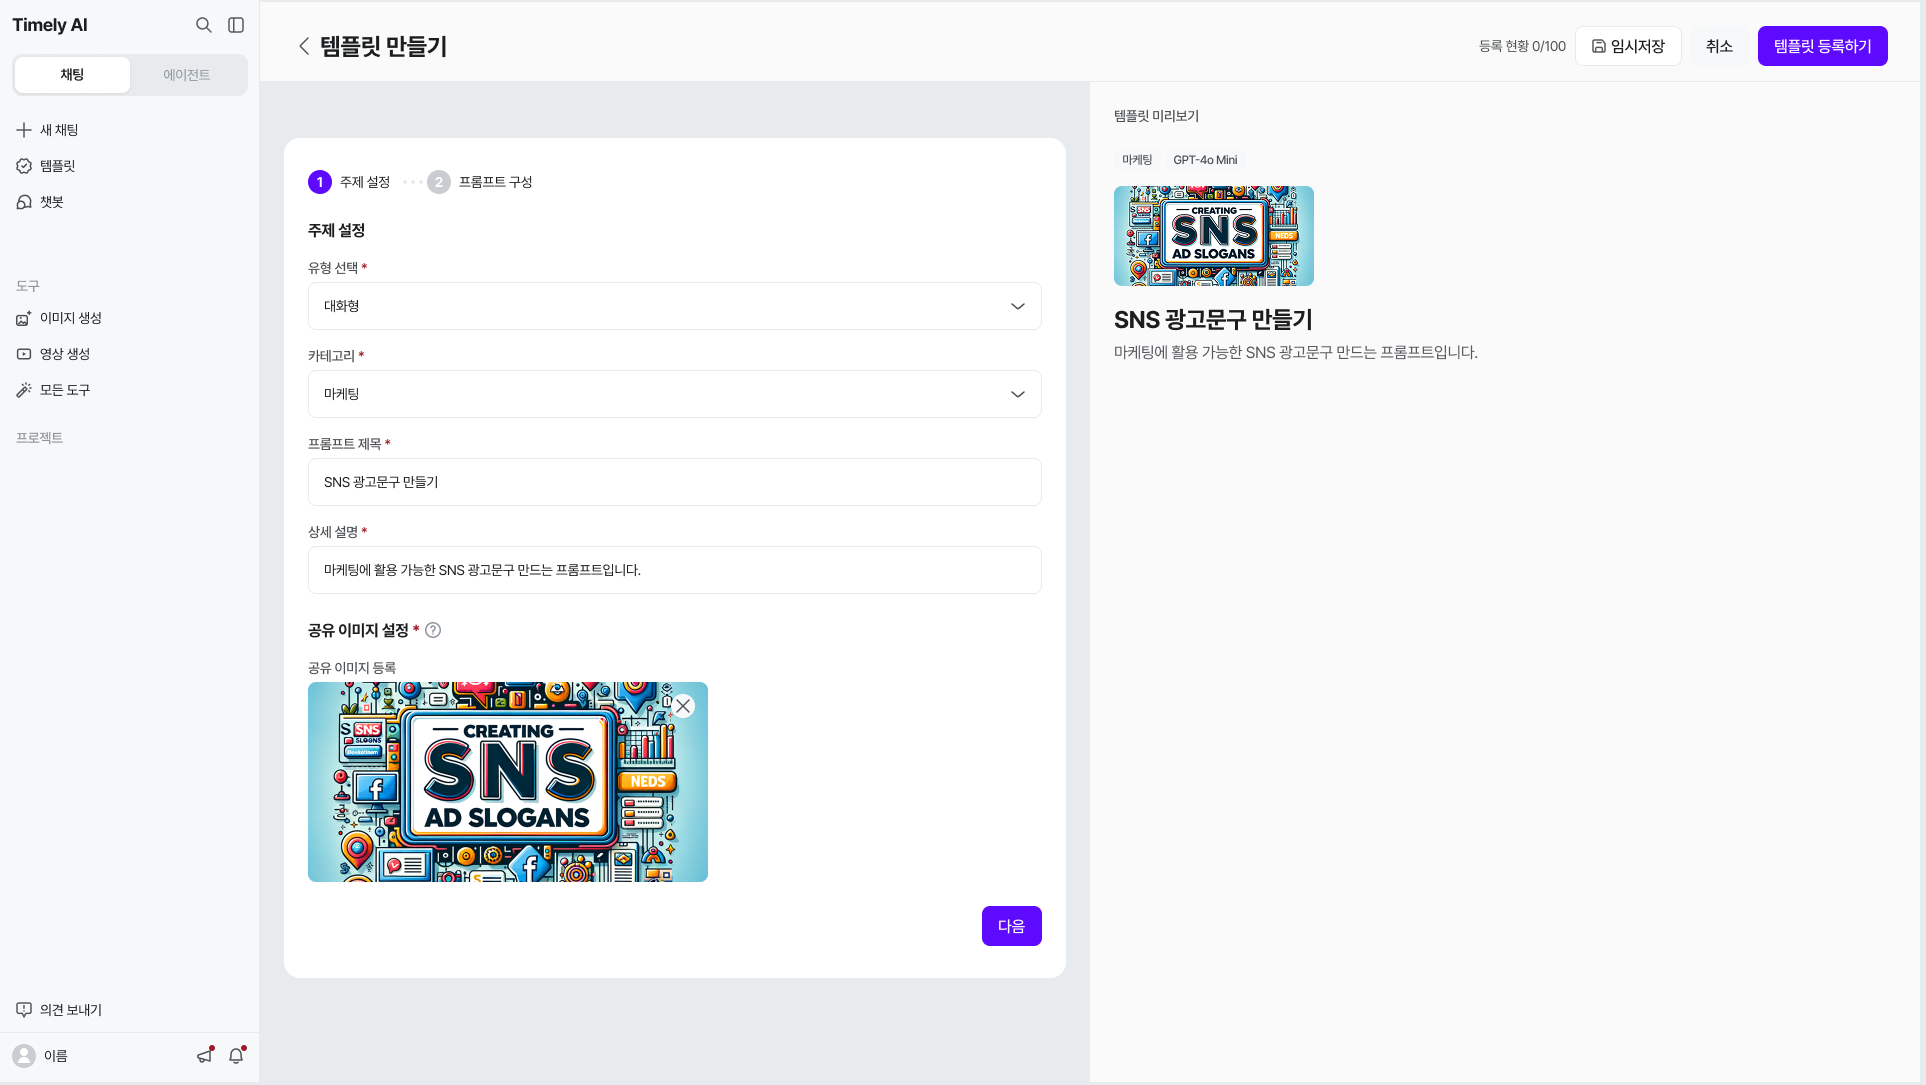 Timely AI
채팅
에이전트
새 채팅
템플릿
챗봇
도구
이미지 생성
영상 생성
모든 도구
프로젝트
의견 보내기
이름
템플릿 만들기
등록 현황 0/100
임시저장
취소
템플릿 등록하기
1 주제 설정
2 프롬프트 구성
주제 설정
유형 선택 *
대화형
카테고리 *
마케팅
프롬프트 제목 *
SNS 광고문구 만들기
상세 설명 *
마케팅에 활용 가능한 SNS 광고문구 만드는 프롬프트입니다.
공유 이미지 설정 *
공유 이미지 등록
S SNS
CREATING
SNS
AD SLOGANS
NEDS
다음
템플릿 미리보기
마케팅
GPT-4o Mini
SNS
CREATING
SNS
AD SLOGANS
NEDS
SNS 광고문구 만들기
마케팅에 활용 가능한 SNS 광고문구 만드는 프롬프트입니다.